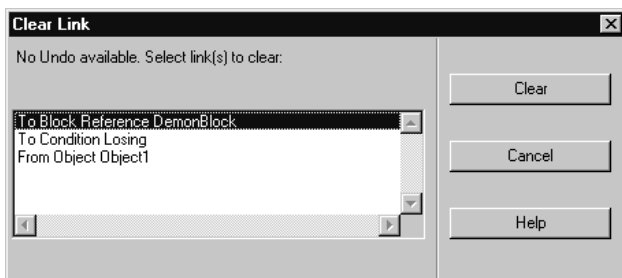 Clear Link
No Undo available. Select link(s) to clear:
Clear
To Block Reference DemonBlock
To Condition Losing
From Object Object1
Cancel
Help